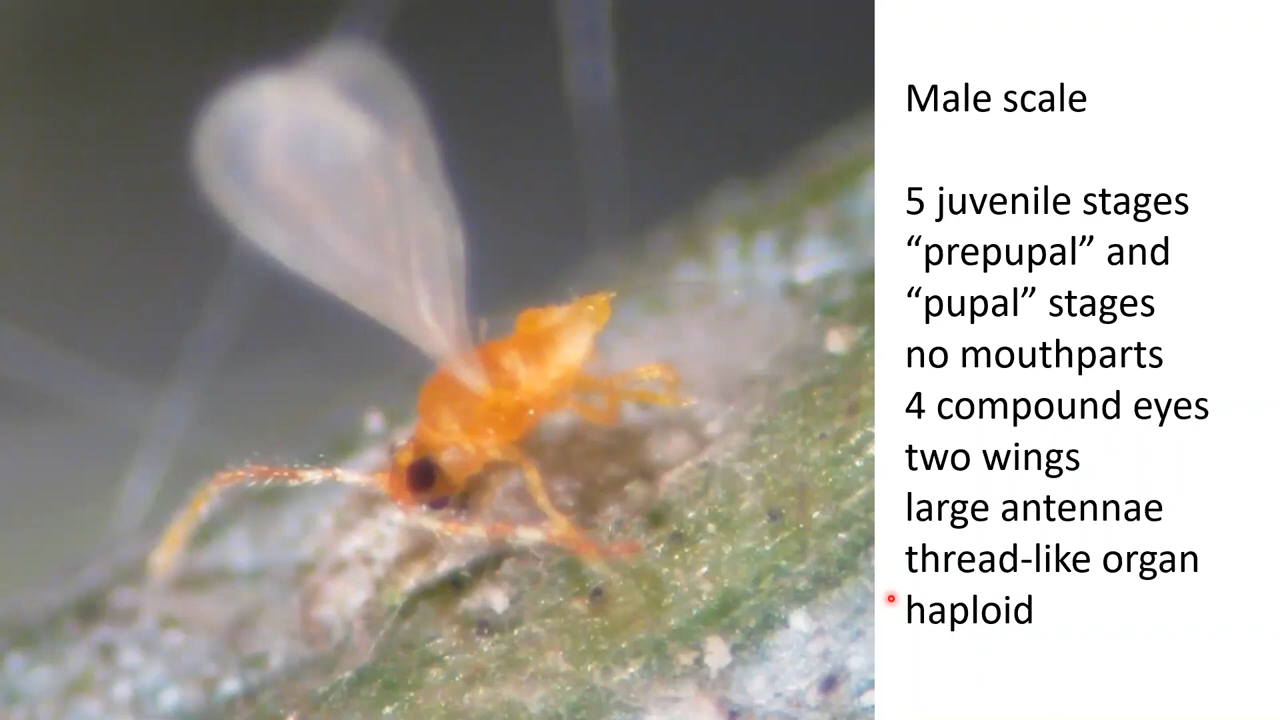 Male scale
5 juvenile stages
“prepupal” and
“pupal” stages
no mouthparts
4 compound eyes
two wings
large antennae
thread-like organ
haploid